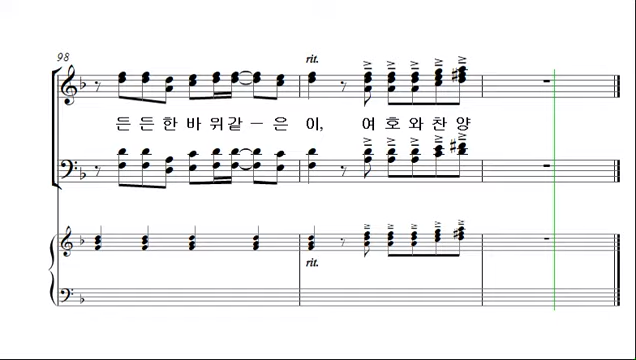 98
rit.
든 든 한 바 위 같 － 은 이, 여 호 와 찬 양
rit.